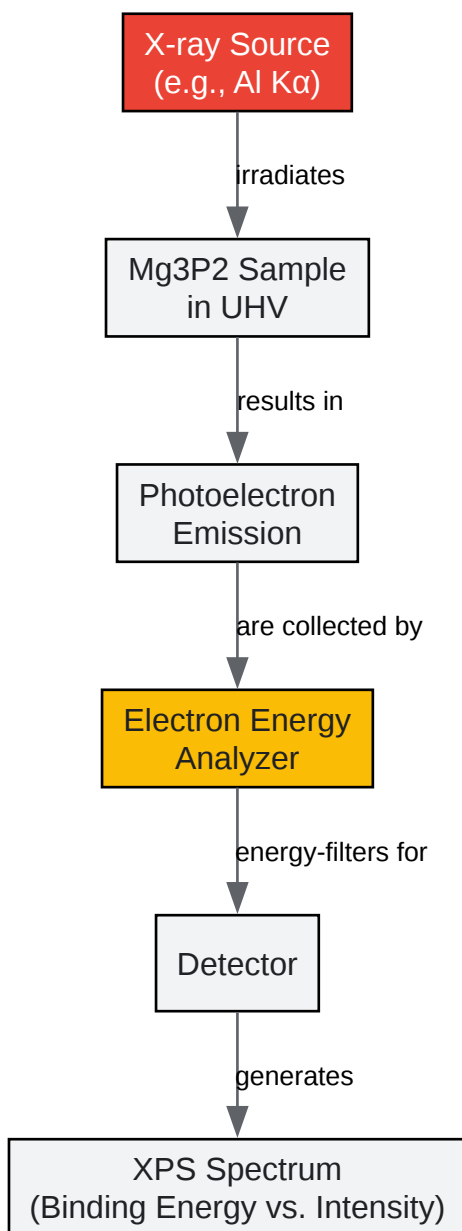 X-ray Source
(e.g., Al Kα)
irradiates
Mg3P2 Sample
in UHV
results in
Photoelectron
Emission
are collected by
Electron Energy
Analyzer
energy-filters for
Detector
generates
XPS Spectrum
(Binding Energy vs. Intensity)